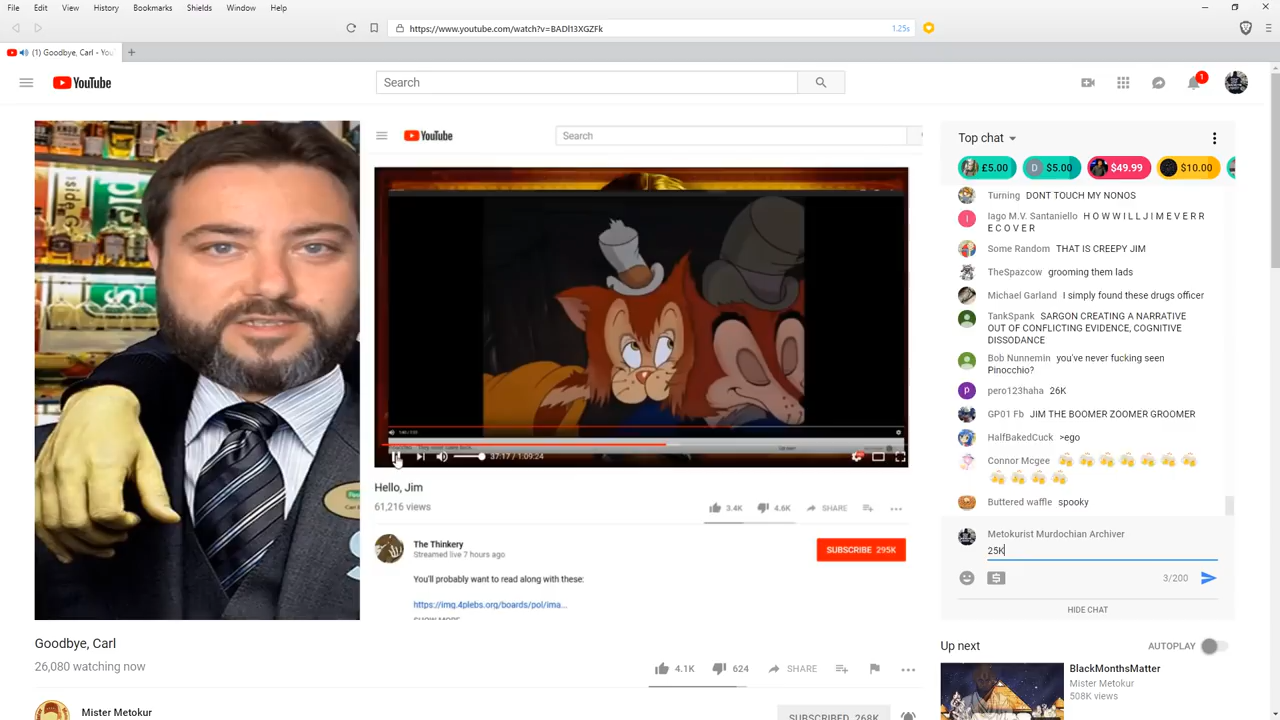 File Edit View Bookmarks Shields Window Help
https://www.youtube.com/watch?v=BADl13XGZFk 1.25s
(1) Goodbye, Carl - You
YouTube
Search
1
YouTube
Search
37:17 / 1:09:24
Hello, Jim
61,216 views
3.4K 4.6K SHARE
The Thinkery
Streamed live 7 hours ago
SUBSCRIBE 295K
You'll probably want to read along with these:
https://img.4plebs.org/boards/pol/ima...
SHOW MORE
Goodbye, Carl
26,080 watching now
4.1K 624 SHARE
Mister Metokur
SUBSCRIBED 268K
Top chat
£5.00 D $5.00 $49.99 $10.00
Turning DONT TOUCH MY NONOS
I Iago M.V. Santaniello H O W W I L L J I M E V E R R
E C O V E R
Some Random THAT IS CREEPY JIM
TheSpazcow grooming them lads
Michael Garland I simply found these drugs officer
TankSpank SARGON CREATING A NARRATIVE
OUT OF CONFLICTING EVIDENCE, COGNITIVE
DISSODANCE
Bob Nunnemin you've never fucking seen
Pinocchio?
p pero123haha 26K
GP01 Fb JIM THE BOOMER ZOOMER GROOMER
HalfBakedCuck >ego
Connor Mcgee
Buttered waffle spooky
Metokurist Murdochian Archiver
25K
3/200
HIDE CHAT
Up next AUTOPLAY
BlackMonthsMatter
Mister Metokur
508K views